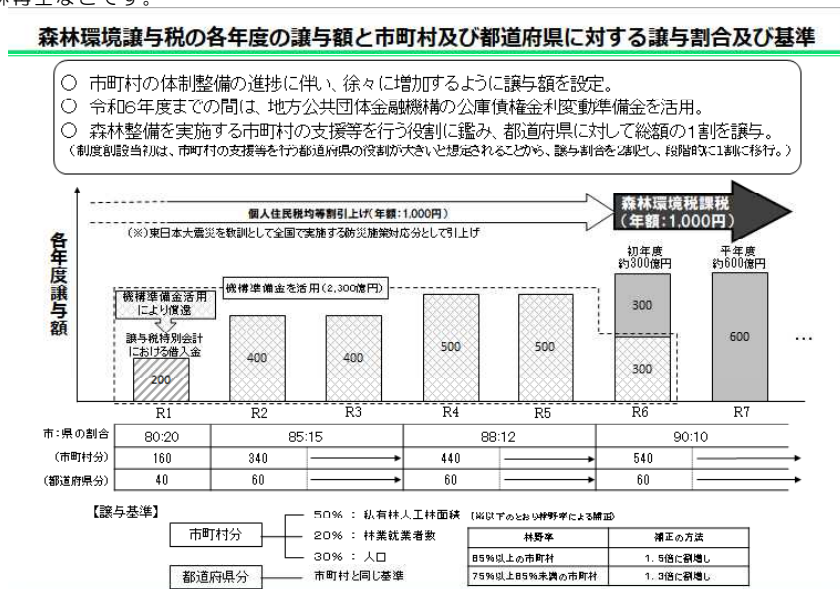 森林環境譲与税の各年度の譲与額と市町村及び都道府県に対する譲与割合及び基準
○ 市町村の体制整備の進捗に伴い、徐々に増加するように譲与額を設定。
○ 令和6年度までの間は、地方公共団体金融機構の公庫債権金利変動準備金を活用。
○ 森林整備を実施する市町村の支援等を行う役割に鑑み、都道府県に対して総額の1割を譲与。
(制度創設当初は、市町村の支援等を行う都道府県の役割が大きいと想定されることから、譲与割合を2割とし、段階的に1割に移行。)
個人住民税均等割引上げ(年額:1,000円)
(※)東日本大震災を教訓として全国で実施する防災施策対応分として引上げ
森林環境税課税
(年額:1,000円)
各年度譲与額
初年度
約300億円
平年度
約600億円
機構準備金活用
により償還
機構準備金を活用(2,300億円)
譲与税特別会計
における借入金
200
400
400
500
500
300
300
600
…
R1 R2 R3 R4 R5 R6 R7
市:県の割合 80:20 85:15 88:12 90:10
(市町村分) 160 340 440 540
(都道府県分) 40 60 60 60
【譲与基準】
市町村分
50% : 私有林人工林面積 (※以下のとおり林野率による補正)
20% : 林業就業者数
30% : 人口
都道府県分 市町村と同じ基準
林野率 補正の方法
85%以上の市町村 1.5倍に割増し
75%以上85%未満の市町村 1.3倍に割増し